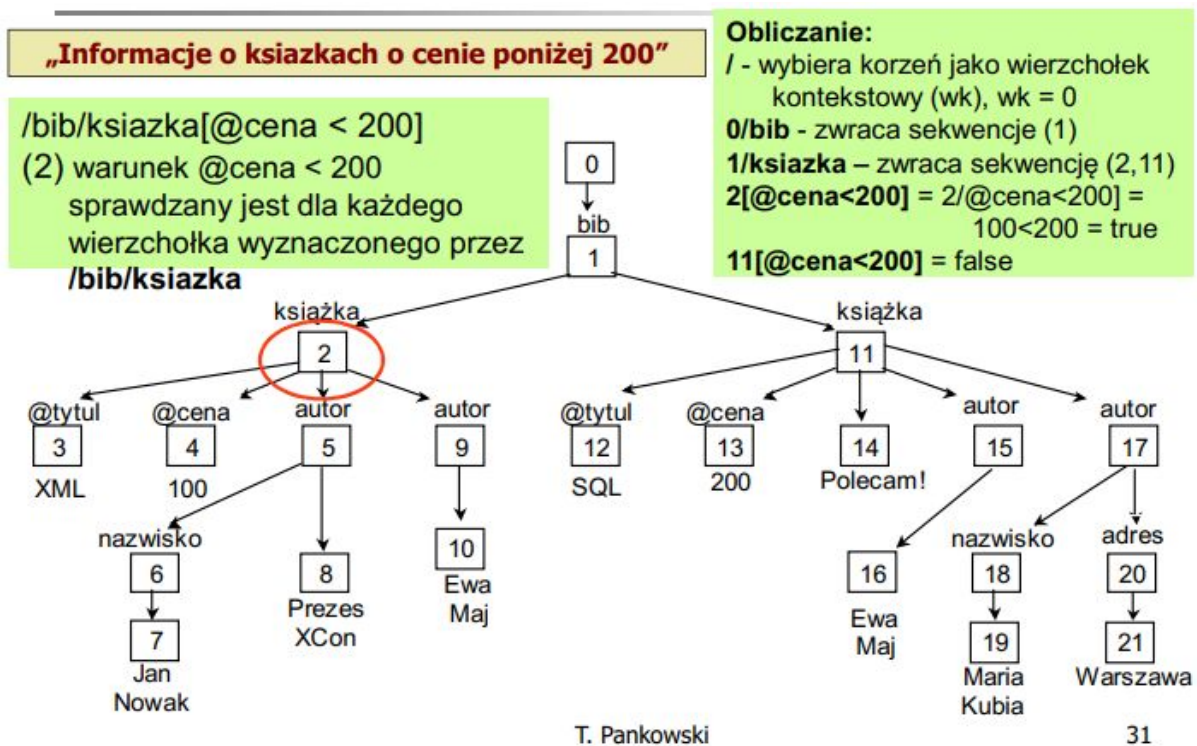 „Informacje o ksiazkach o cenie poniżej 200”
/bib/ksiazka[@cena < 200]
(2) warunek @cena < 200
sprawdzany jest dla każdego
wierzchołka wyznaczonego przez
/bib/ksiazka
Obliczanie:
/ - wybiera korzeń jako wierzchołek
kontekstowy (wk), wk = 0
0/bib - zwraca sekwencje (1)
1/ksiazka – zwraca sekwencję (2,11)
2[@cena<200] = 2/@cena<200] =
100<200 = true
11[@cena<200] = false
0
bib
1
książka książka
2 11
@tytul @cena autor autor @tytul @cena autor autor
3 4 5 9 12 13 14 15 17
XML 100 SQL 200 Polecam!
nazwisko nazwisko adres
6 8 10 16 18 20
Prezes
XCon
Ewa
Maj
Ewa
Maj
7 19 21
Jan
Nowak
Maria
Kubia
Warszawa
T. Pankowski 31